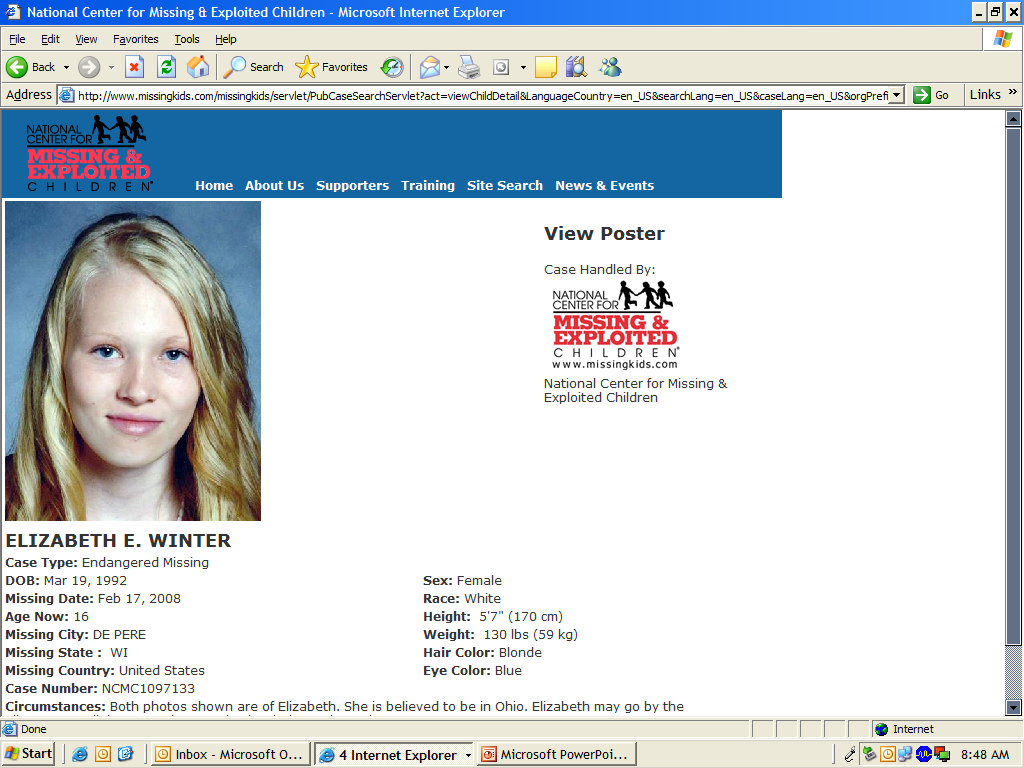 National Center for Missing & Exploited Children - Microsoft Internet Explorer
File Edit View Favorites Tools Help
Back Search Favorites
Address http://www.missingkids.com/missingkids/servlet/PubCaseSearchServlet?act=viewChildDetail&LanguageCountry=en_US&searchLang=en_US&caseLang=en_US&orgPrefi Go Links »
NATIONAL
CENTER FOR
MISSING &
EXPLOITED
CHILDREN®
Home About Us Supporters Training Site Search News & Events
View Poster
Case Handled By:
NATIONAL
CENTER FOR
MISSING &
EXPLOITED
CHILDREN®
www.missingkids.com
National Center for Missing &
Exploited Children
ELIZABETH E. WINTER
Case Type: Endangered Missing
DOB: Mar 19, 1992 Sex: Female
Missing Date: Feb 17, 2008 Race: White
Age Now: 16 Height: 5'7" (170 cm)
Missing City: DE PERE Weight: 130 lbs (59 kg)
Missing State : WI Hair Color: Blonde
Missing Country: United States Eye Color: Blue
Case Number: NCMC1097133
Circumstances: Both photos shown are of Elizabeth. She is believed to be in Ohio. Elizabeth may go by the
Done Internet
Start Inbox - Microsoft O... 4 Internet Explorer Microsoft PowerPoi... 8:48 AM